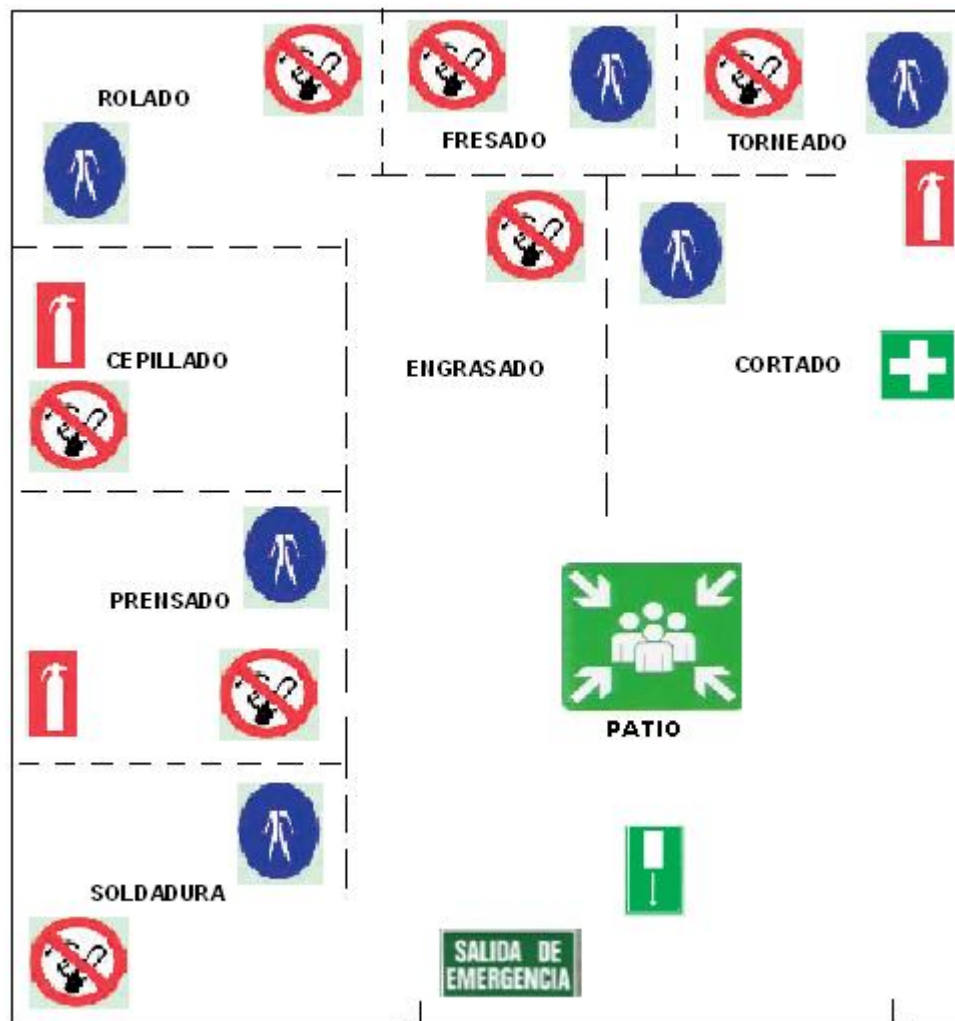 ROLADO
FRESADO
TORNEADO
CEPILLADO
ENGRASADO
CORTADO
PRENSADO
PATIO
SOLDADURA
SALIDA DE
EMERGENCIA